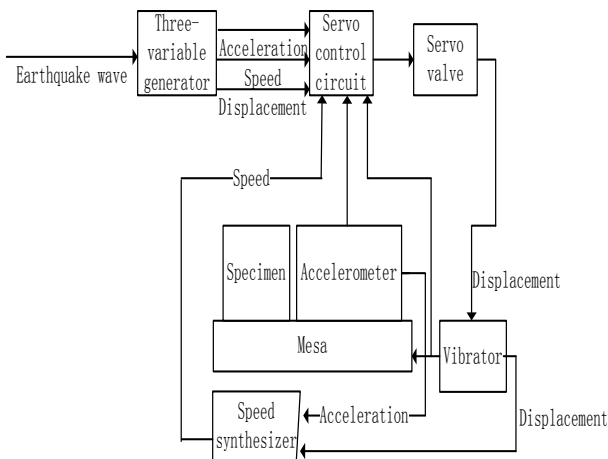 Earthquake wave
Three-
variable
generator
Acceleration
Speed
Displacement
Servo
control
circuit
Servo
valve
Speed
Specimen
Accelerometer
Displacement
Mesa
Vibrator
Speed
synthesizer
Acceleration
Displacement